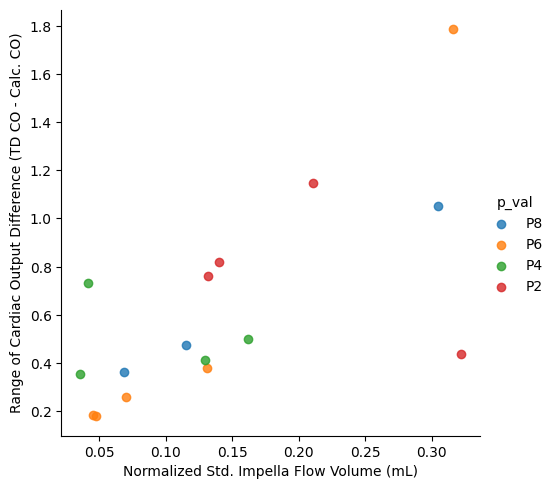 Range of Cardiac Output Difference (TD CO - Calc. CO)
1.8
1.6
1.4
1.2
1.0
0.8
0.6
0.4
0.2
0.05 0.10 0.15 0.20 0.25 0.30
Normalized Std. Impella Flow Volume (mL)
p_val
P8
P6
P4
P2